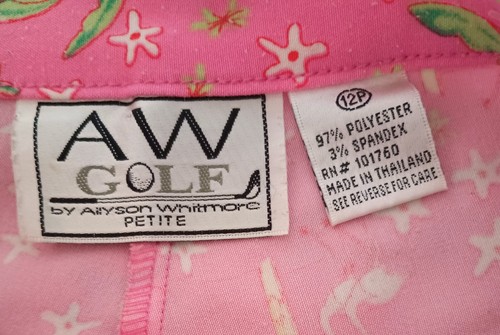 AW
GOLF
by Allyson Whitmore
PETITE
12P
97% POLYESTER
3% SPANDEX
RN# 101760
MADE IN THAILAND
SEE REVERSE FOR CARE